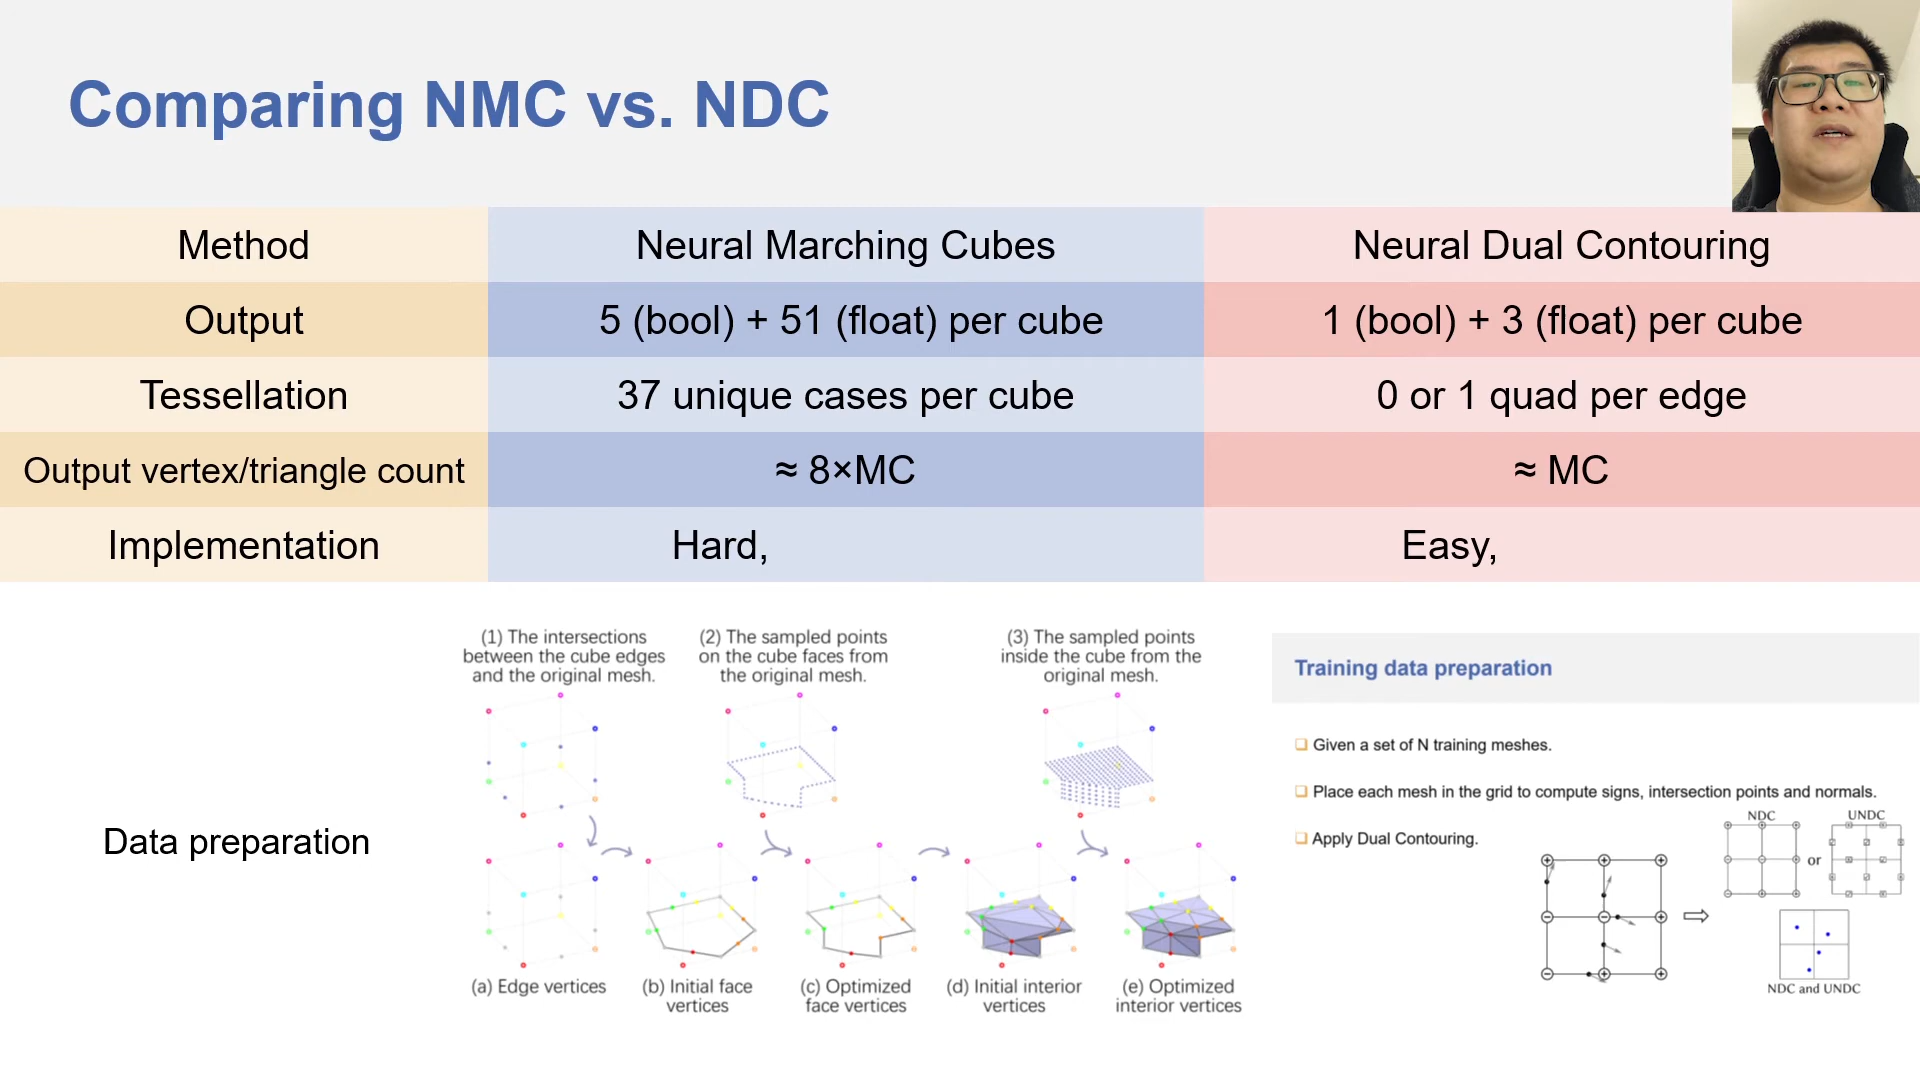 Comparing NMC vs. NDC
Method
Neural Marching Cubes
Neural Dual Contouring
Output
5 (bool) + 51 (float) per cube
1 (bool) + 3 (float) per cube
Tessellation
37 unique cases per cube
0 or 1 quad per edge
Output vertex/triangle count
≈ 8×MC
≈ MC
Implementation
Hard,
Easy,
Data preparation
(1) The intersections
between the cube edges
and the original mesh.
(2) The sampled points
on the cube faces from
the original mesh.
(3) The sampled points
inside the cube from the
original mesh.
(a) Edge vertices
(b) Initial face
vertices
(c) Optimized
face vertices
(d) Initial interior
vertices
(e) Optimized
interior vertices
Training data preparation
Given a set of N training meshes.
Place each mesh in the grid to compute signs, intersection points and normals.
Apply Dual Contouring.
NDC
or
UNDC
NDC and UNDC